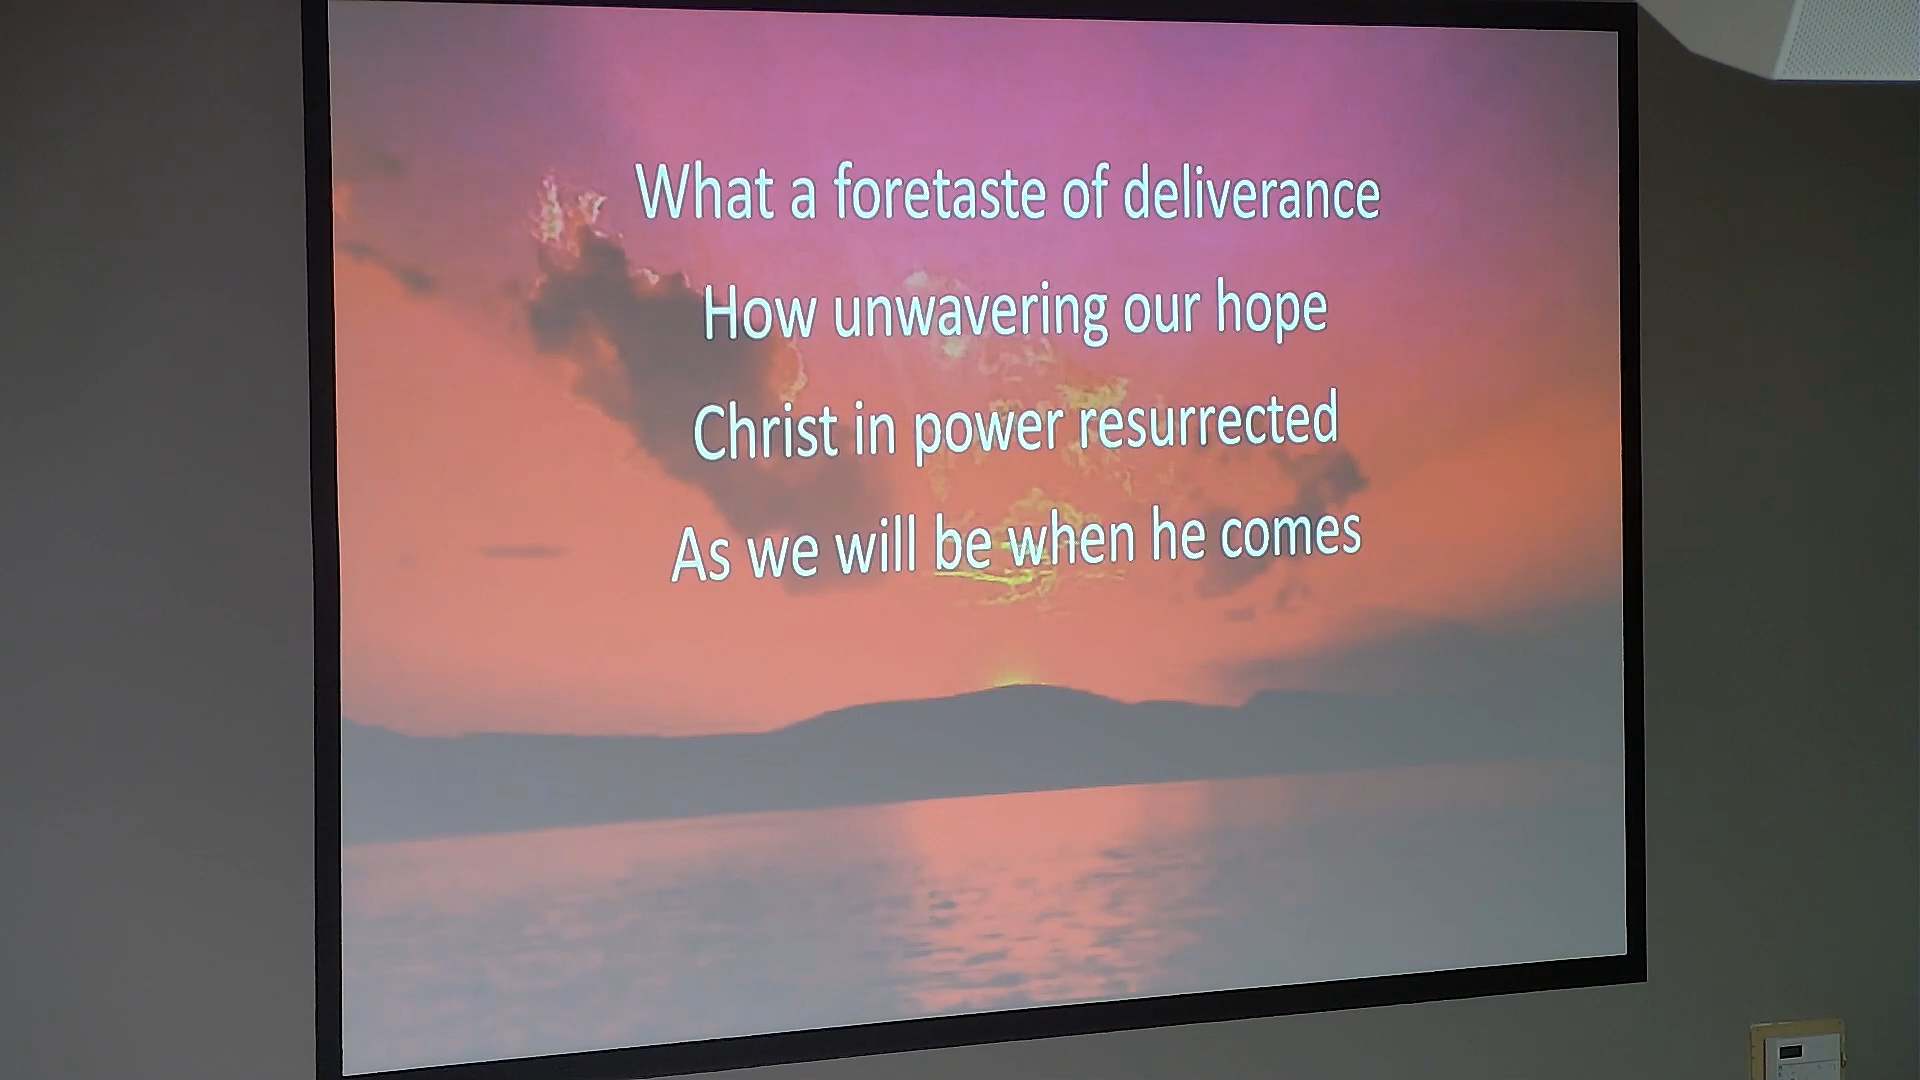 What a foretaste of deliverance
How unwavering our hope
Christ in power resurrected
As we will be when he comes